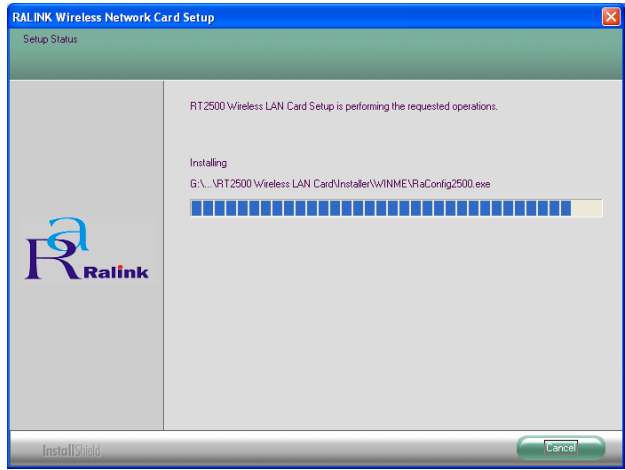 RALINK Wireless Network Card Setup
Setup Status
RT2500 Wireless LAN Card Setup is performing the requested operations.
Installing
G:\...\RT2500 Wireless LAN Card\Installer\WINME\RaConfig2500.exe
Ra
Ralink
InstallShield
Cancel